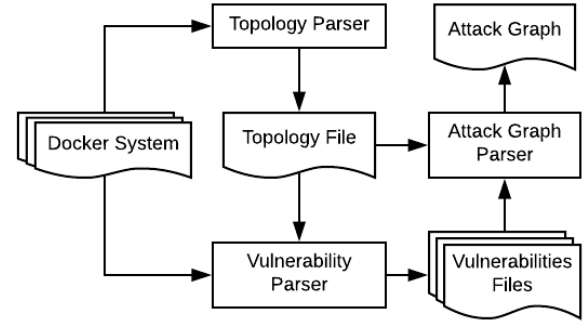 Topology Parser
Attack Graph
Docker System
Topology File
Attack Graph
Parser
Vulnerability
Parser
Vulnerabilities
Files